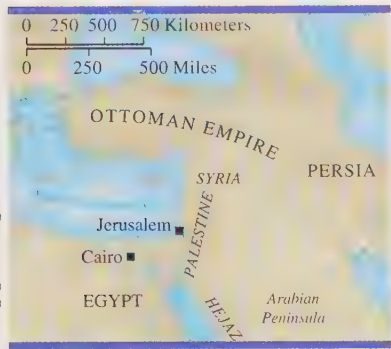 0 250 500 750 Kilometers
0 250 500 Miles
OTTOMAN EMPIRE
SYRIA
PERSIA
Jerusalem
PALESTINE
Cairo
EGYPT
HEJAZ
Arabian
Peninsula